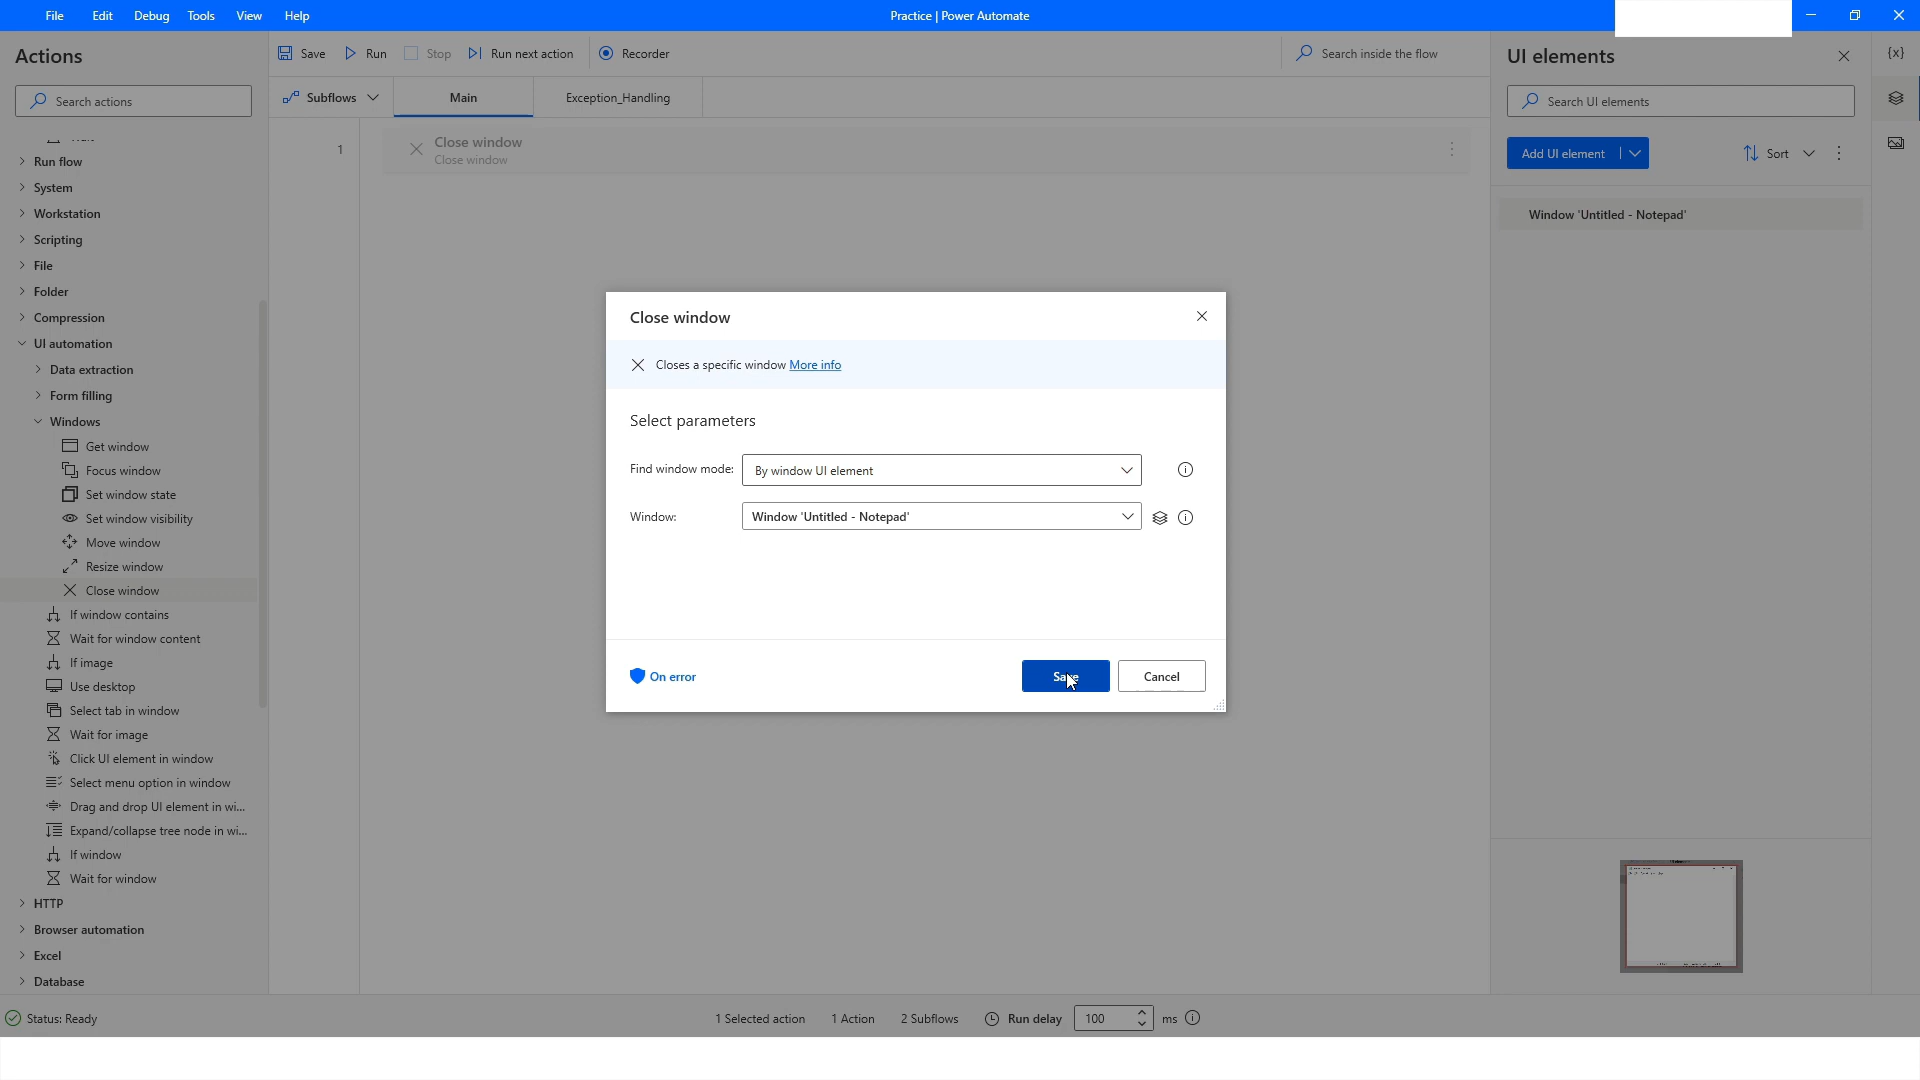 File Edit Debug Tools View Help
Practice | Power Automate
Actions
Search actions
Run flow
System
Workstation
Scripting
File
Folder
Compression
UI automation
Data extraction
Form filling
Windows
Get window
Focus window
Set window state
Set window visibility
Move window
Resize window
Close window
If window contains
Wait for window content
If image
Use desktop
Select tab in window
Wait for image
Click UI element in window
Select menu option in window
Drag and drop UI element in wi...
Expand/collapse tree node in wi...
If window
Wait for window
HTTP
Browser automation
Excel
Database
Save Run Stop Run next action Recorder
Search inside the flow
Subflows Main Exception_Handling
1
Close window
Close window
Close window
Closes a specific window More info
Select parameters
Find window mode: By window UI element
Window: Window 'Untitled - Notepad'
On error
Save Cancel
UI elements
Search UI elements
Add UI element Sort
{x}
Window 'Untitled - Notepad'
Status: Ready
1 Selected action 1 Action 2 Subflows Run delay 100 ms